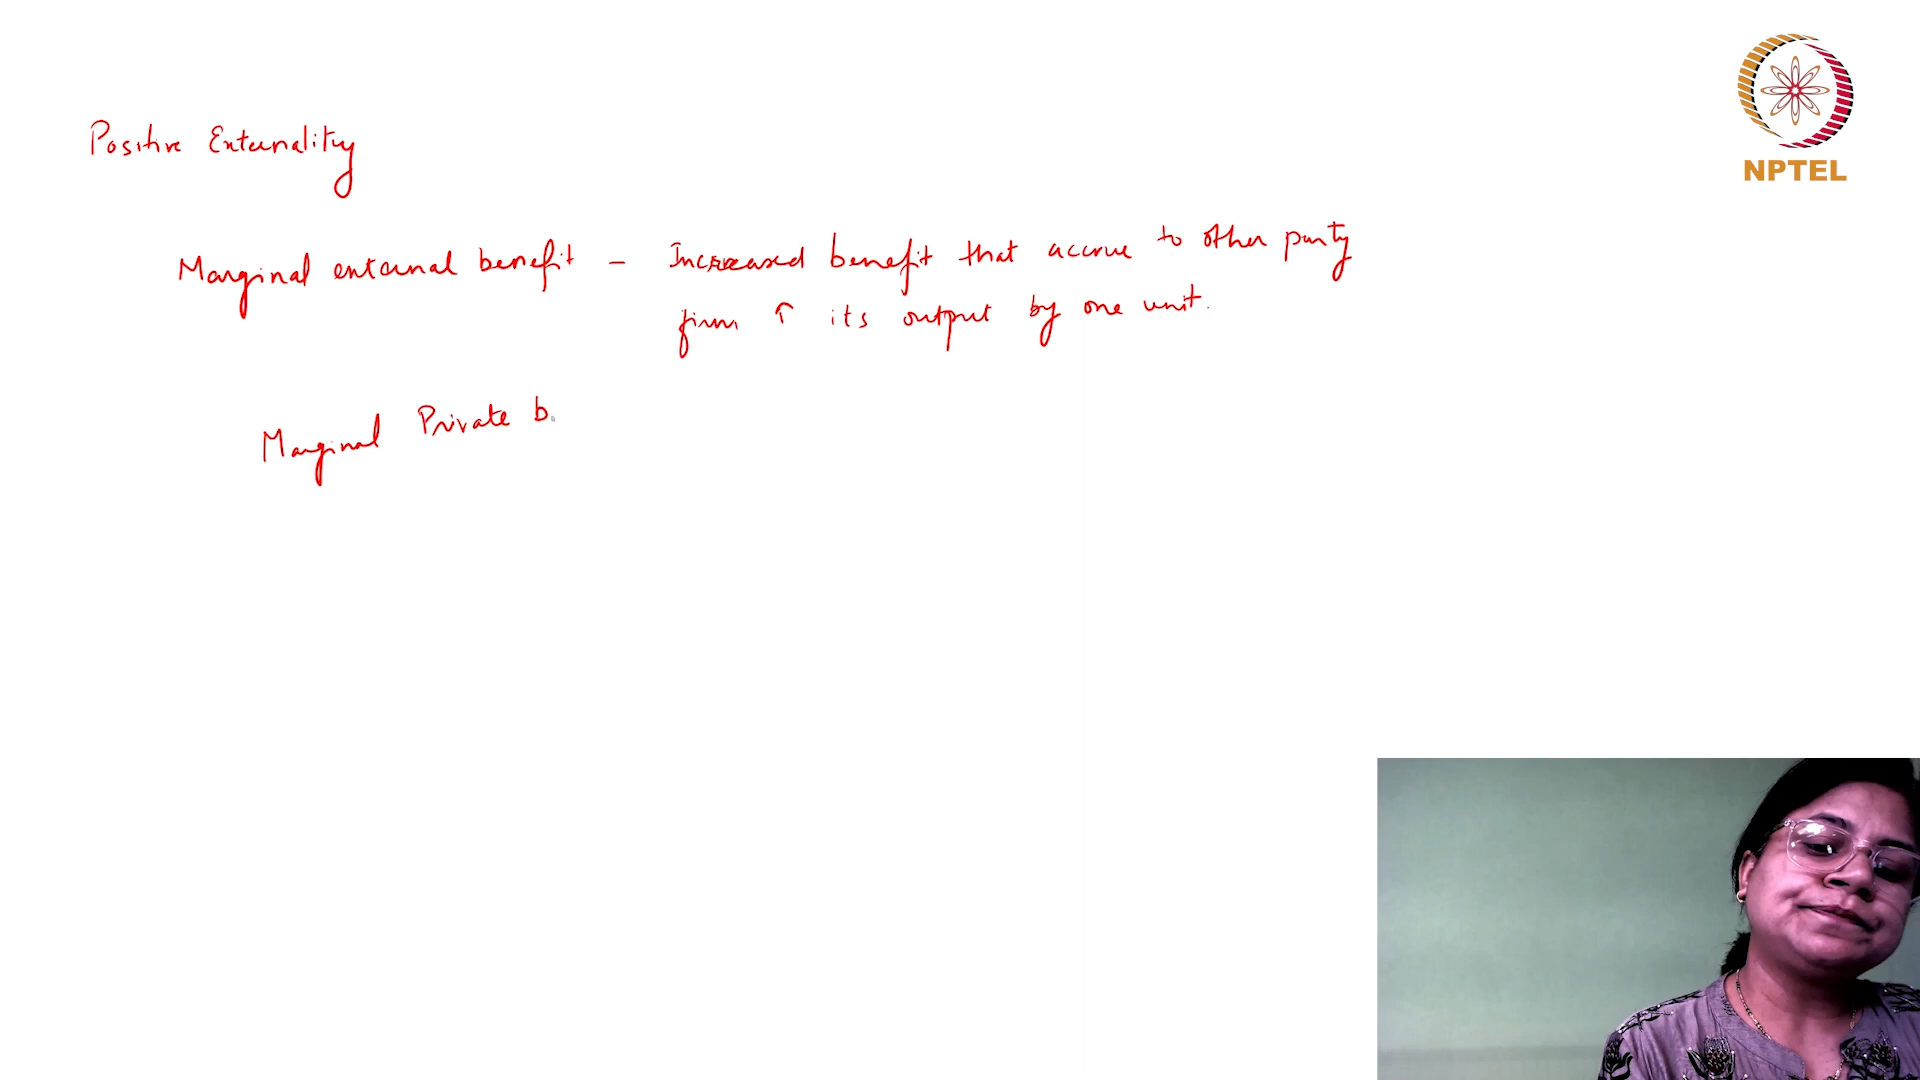 Positive Externality
NPTEL
Marginal external benefit - Increased benefit that accrue to other party
firm ↑ its output by one unit.
Marginal Private b